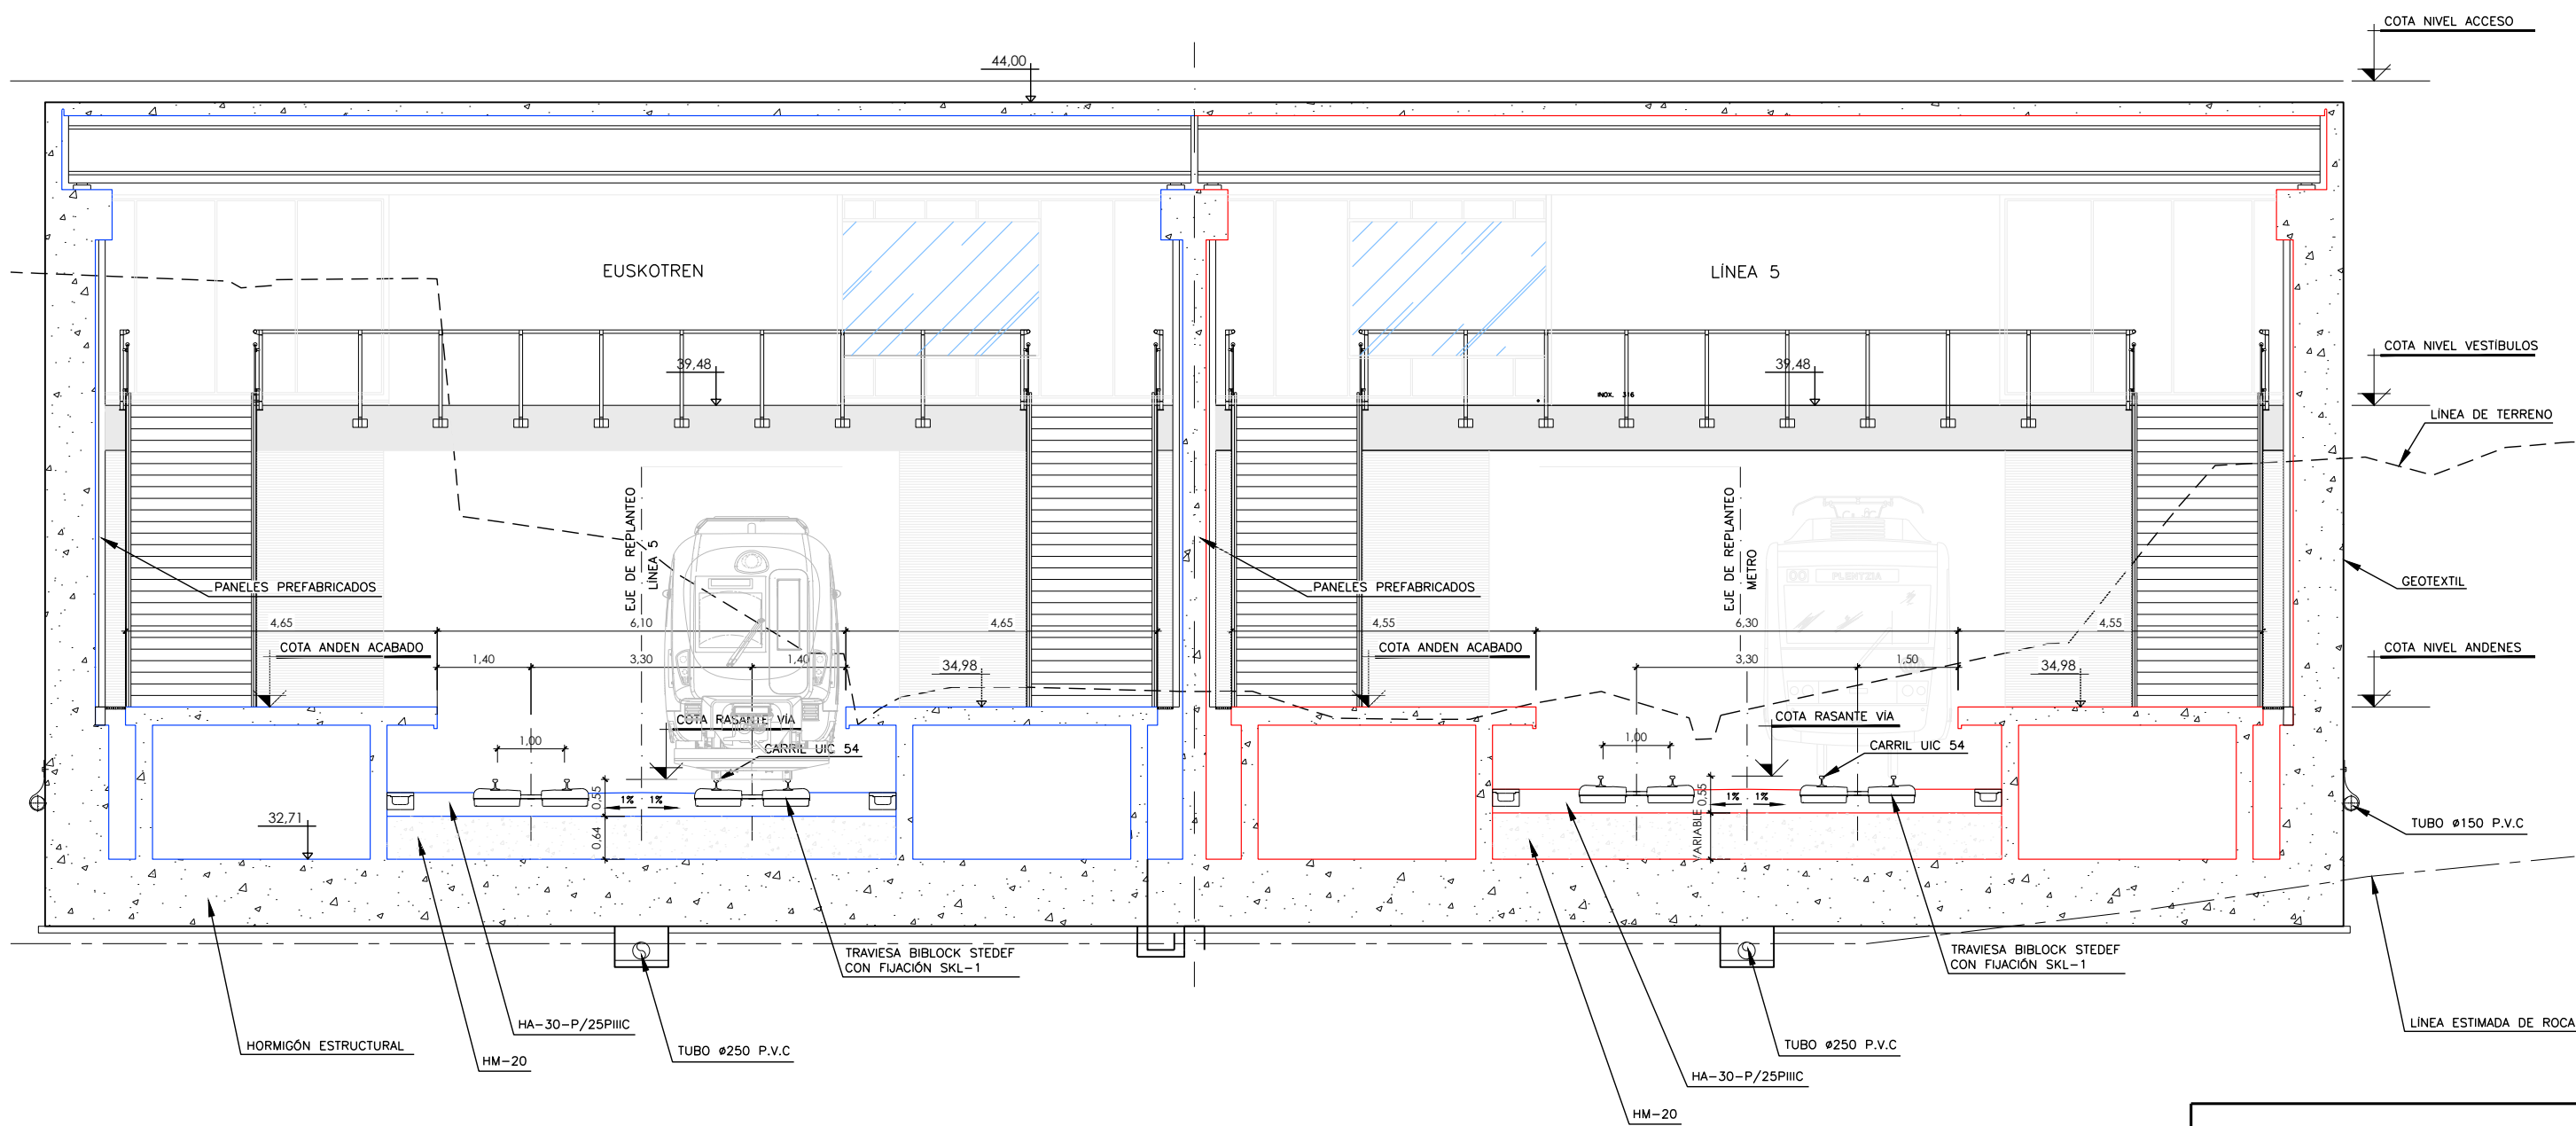 COTA NIVEL ACCESO
44,00
EUSKOTREN
LÍNEA 5
COTA NIVEL VESTÍBULOS
39,48
39,48
INOX. 316
LÍNEA DE TERRENO
EJE DE REPLANTEO
LÍNEA 5
EJE DE REPLANTEO
METRO
PLENTZIA
PANELES PREFABRICADOS
PANELES PREFABRICADOS
GEOTEXTIL
4,65
6,10
4,65
4,55
6,30
4,55
COTA ANDEN ACABADO
COTA ANDEN ACABADO
COTA NIVEL ANDENES
1,40
3,30
1,40
34,98
3,30
1,50
34,98
COTA RASANTE VÍA
COTA RASANTE VÍA
1,00
CARRIL UIC 54
1,00
CARRIL UIC 54
0,55
1% 1%
0,55
1% 1%
32,71
0,64
VARIABLE
TUBO ø150 P.V.C
TRAVIESA BIBLOCK STEDEF
CON FIJACIÓN SKL-1
TRAVIESA BIBLOCK STEDEF
CON FIJACIÓN SKL-1
HA-30-P/25PIIIC
HORMIGÓN ESTRUCTURAL
HM-20
TUBO ø250 P.V.C
TUBO ø250 P.V.C
LÍNEA ESTIMADA DE ROCA
HA-30-P/25PIIIC
HM-20